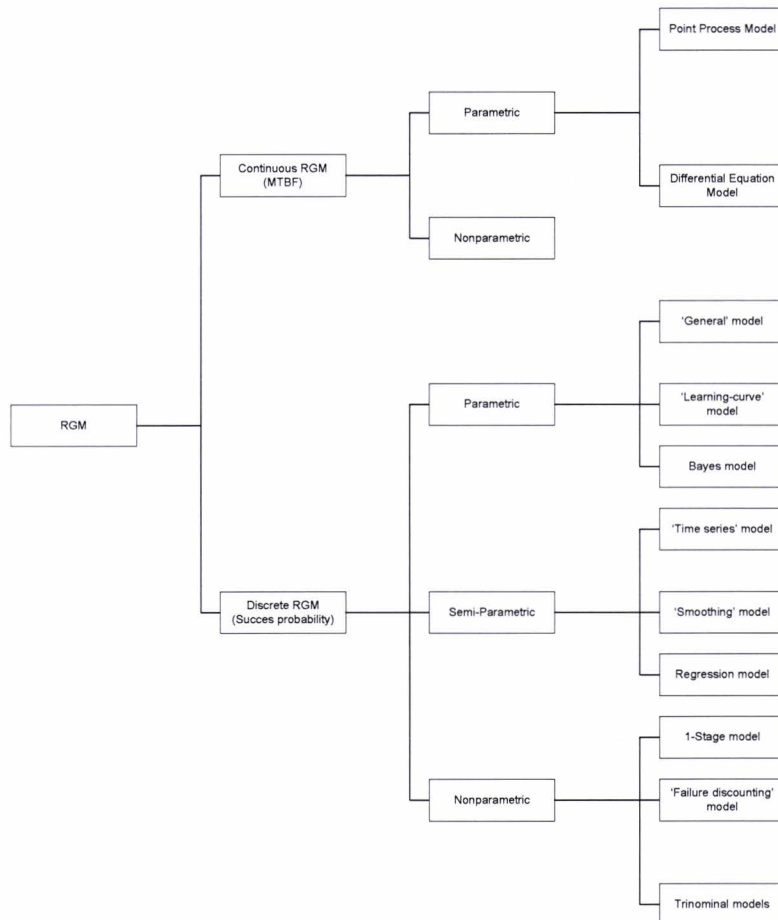 Point Process Model
Parametric
Continuous RGM
(MTBF)
Differential Equation
Model
Nonparametric
'General' model
Parametric
'Learning-curve'
model
RGM
Bayes model
'Time series' model
Discrete RGM
(Succes probability)
Semi-Parametric
'Smoothing' model
Regression model
1-Stage model
Nonparametric
'Failure discounting'
model
Trinominal models